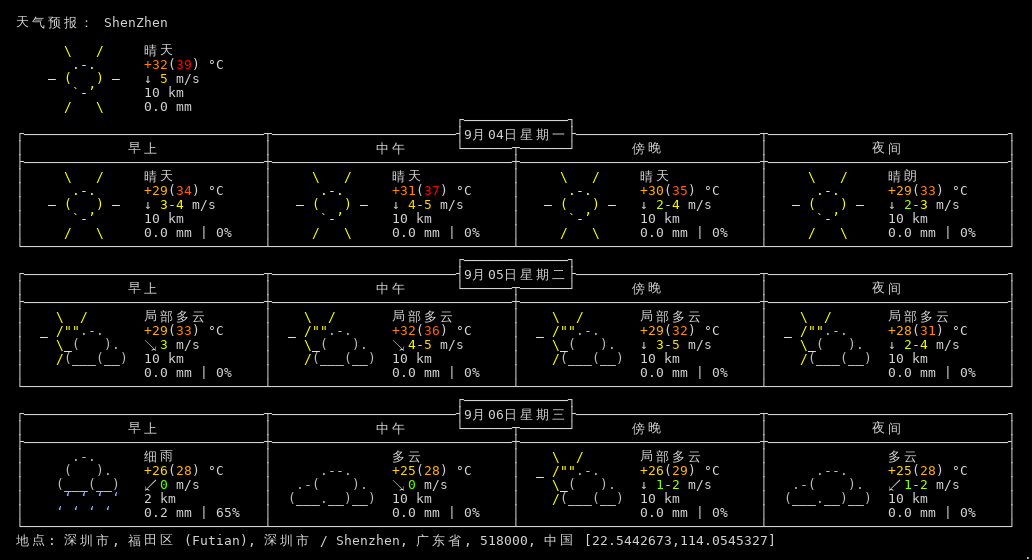 天气预报: ShenZhen
晴天
+32(39) °C
↓ 5 m/s
10 km
0.0 mm
9月04日星期一
早上 中午 傍晚 夜间
晴天 晴天 晴天 晴朗
+29(34) °C +31(37) °C +30(35) °C +29(33) °C
↓ 3-4 m/s ↓ 4-5 m/s ↓ 2-4 m/s ↓ 2-3 m/s
10 km 10 km 10 km 10 km
0.0 mm | 0% 0.0 mm | 0% 0.0 mm | 0% 0.0 mm | 0%
9月05日星期二
早上 中午 傍晚 夜间
局部多云 局部多云 局部多云 局部多云
+29(33) °C +32(36) °C +29(32) °C +28(31) °C
↘ 3 m/s ↘ 4-5 m/s ↓ 3-5 m/s ↓ 2-4 m/s
10 km 10 km 10 km 10 km
0.0 mm | 0% 0.0 mm | 0% 0.0 mm | 0% 0.0 mm | 0%
9月06日星期三
早上 中午 傍晚 夜间
细雨 多云 局部多云 多云
+26(28) °C +25(28) °C +26(29) °C +25(28) °C
↙ 0 m/s ↘ 0 m/s ↓ 1-2 m/s ↙ 1-2 m/s
2 km 10 km 10 km 10 km
0.2 mm | 65% 0.0 mm | 0% 0.0 mm | 0% 0.0 mm | 0%
地点: 深圳市, 福田区 (Futian), 深圳市 / Shenzhen, 广东省, 518000, 中国 [22.5442673,114.0545327]